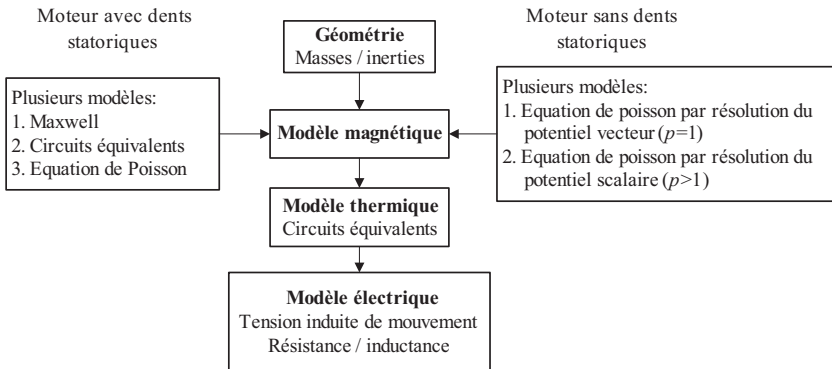 Moteur avec dents
statoriques
Géométrie
Masses / inerties
Moteur sans dents
statoriques
Plusieurs modèles:
1. Maxwell
2. Circuits équivalents
3. Equation de Poisson
Modèle magnétique
Plusieurs modèles:
1. Equation de poisson par résolution du
potentiel vecteur (p=1)
2. Equation de poisson par résolution du
potentiel scalaire (p>1)
Modèle thermique
Circuits équivalents
Modèle électrique
Tension induite de mouvement
Résistance / inductance